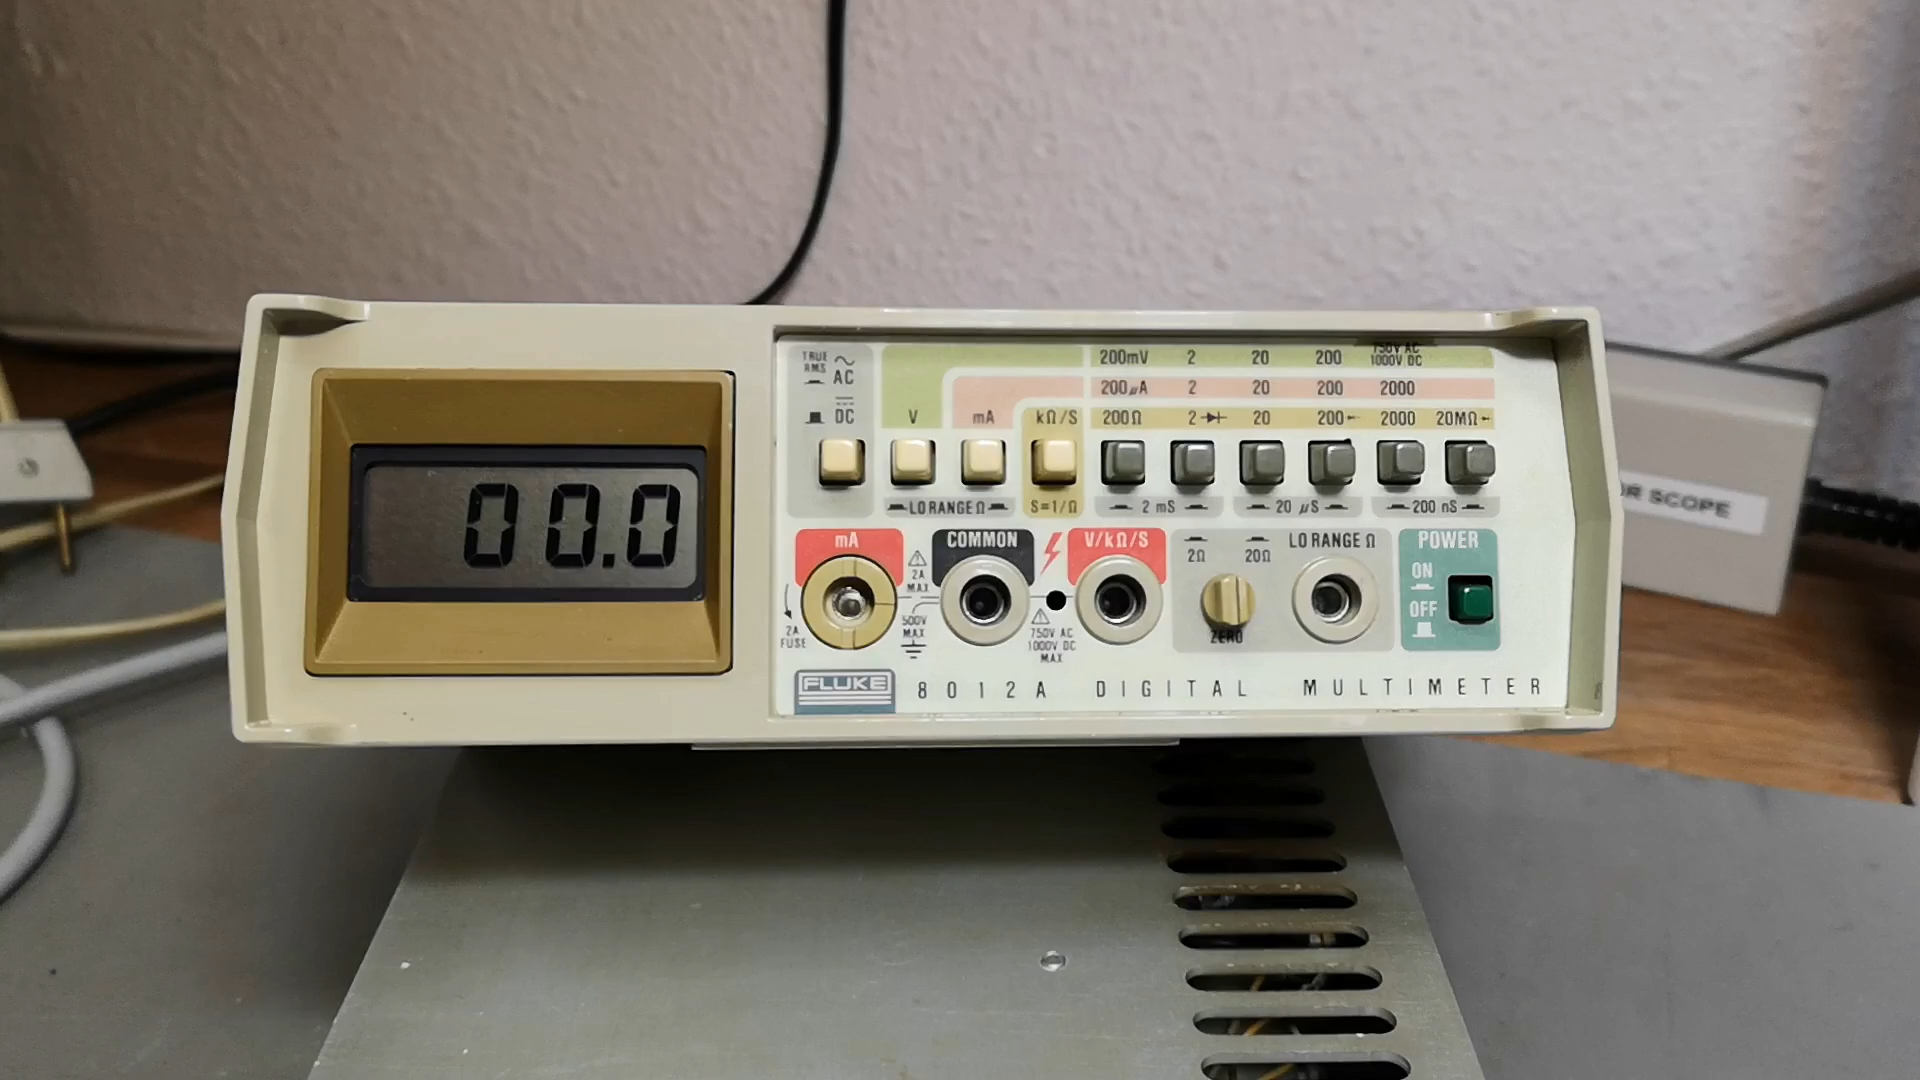 TRUE
RMS
AC
DC
V
mA
kΩ/S
200mV 2 20 200 750V AC
1000V DC
200µA 2 20 200 2000
200Ω 2 20 200 2000 20MΩ
LO RANGE Ω
S=1/Ω
2 mS
20 µS
200 nS
mA
2A
MAX
2A
FUSE
500V
MAX
COMMON
750V AC
1000V DC
MAX
V/kΩ/S
2Ω 20Ω
ZERO
LO RANGE Ω
POWER
ON
OFF
00.0
FLUKE 8012A DIGITAL MULTIMETER
SCOPE